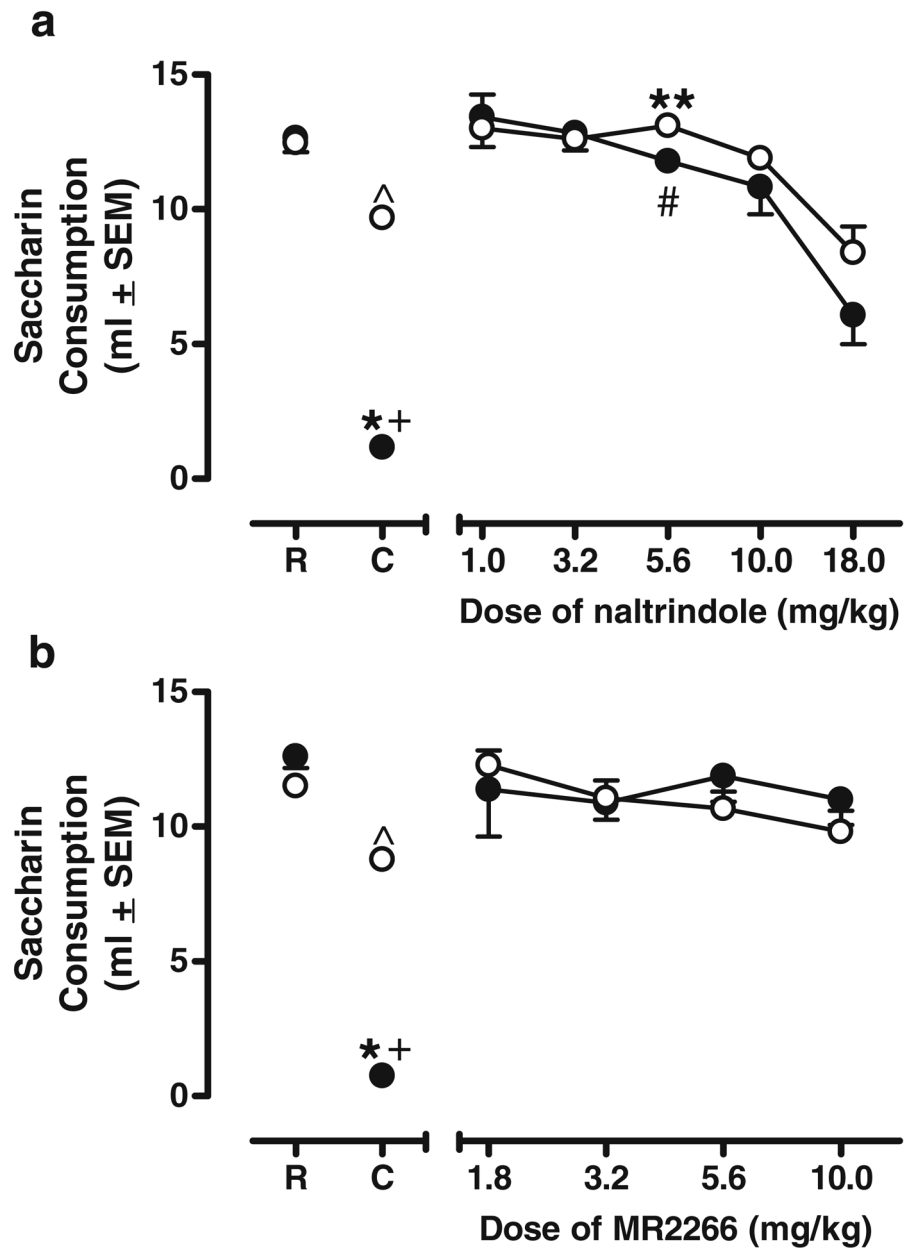 a
Saccharin
Consumption
(ml ± SEM)
15
10
5
0
^
*+
**
#
R C 1.0 3.2 5.6 10.0 18.0
Dose of naltrindole (mg/kg)
b
Saccharin
Consumption
(ml ± SEM)
15
10
5
0
^
*+
R C 1.8 3.2 5.6 10.0
Dose of MR2266 (mg/kg)